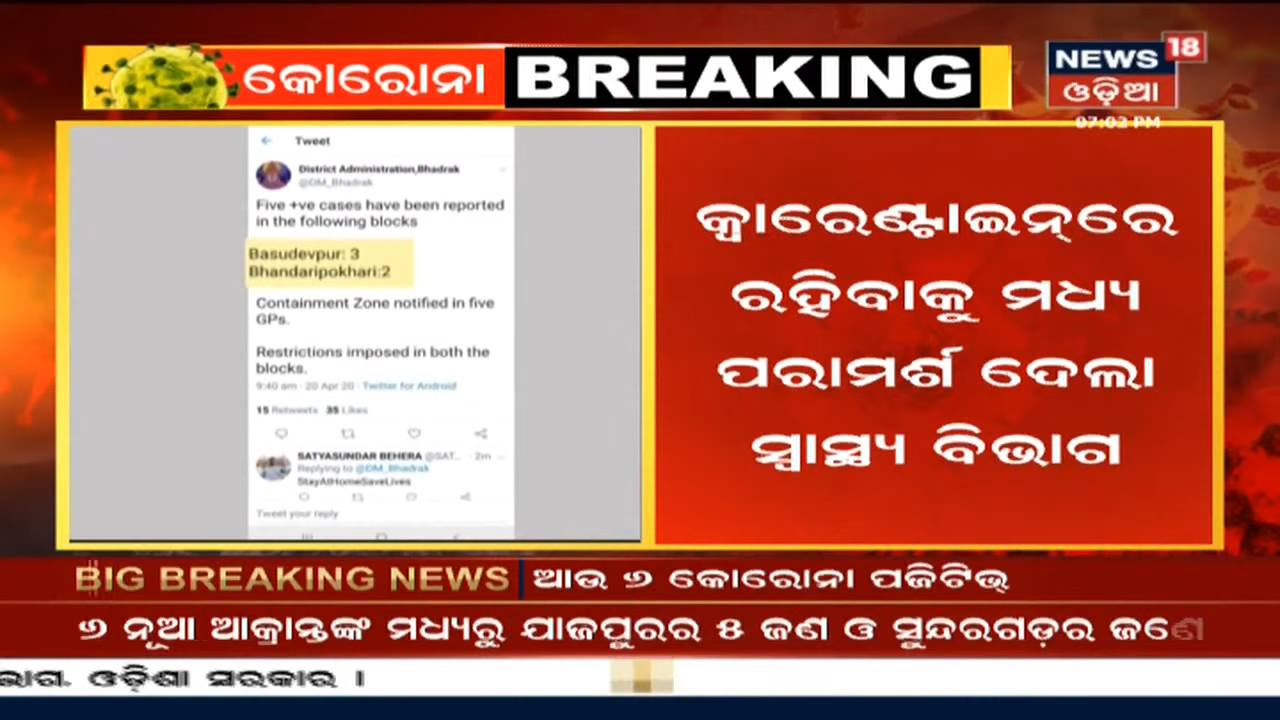 କୋରୋନା BREAKING
NEWS 18
ଓଡ଼ିଆ
07:02 PM
Tweet
District Administration,Bhadrak
@DM_Bhadrak
Five +ve cases have been reported
in the following blocks
Basudevpur: 3
Bhandaripokhari:2
Containment Zone notified in five
GPs.
Restrictions imposed in both the
blocks.
9:40 am · 20 Apr 20 · Twitter for Android
15 Retweets 35 Likes
SATYASUNDAR BEHERA @SAT... · 2m
Replying to @DM_Bhadrak
StayAtHomeSaveLives
Tweet your reply
କ୍ୱାରେଣ୍ଟାଇନ୍‌ରେ
ରହିବାକୁ ମଧ୍ୟ
ପରାମର୍ଶ ଦେଲା
ସ୍ୱାସ୍ଥ୍ୟ ବିଭାଗ
BIG BREAKING NEWS ଆଉ ୬ କୋରୋନା ପଜିଟିଭ୍
୬ ନୂଆ ଆକ୍ରାନ୍ତଙ୍କ ମଧ୍ୟରୁ ଯାଜପୁରର ୫ ଜଣ ଓ ସୁନ୍ଦରଗଡ଼ର ଜଣେ
ଭାଗ, ଓଡ଼ିଶା ସରକାର ।